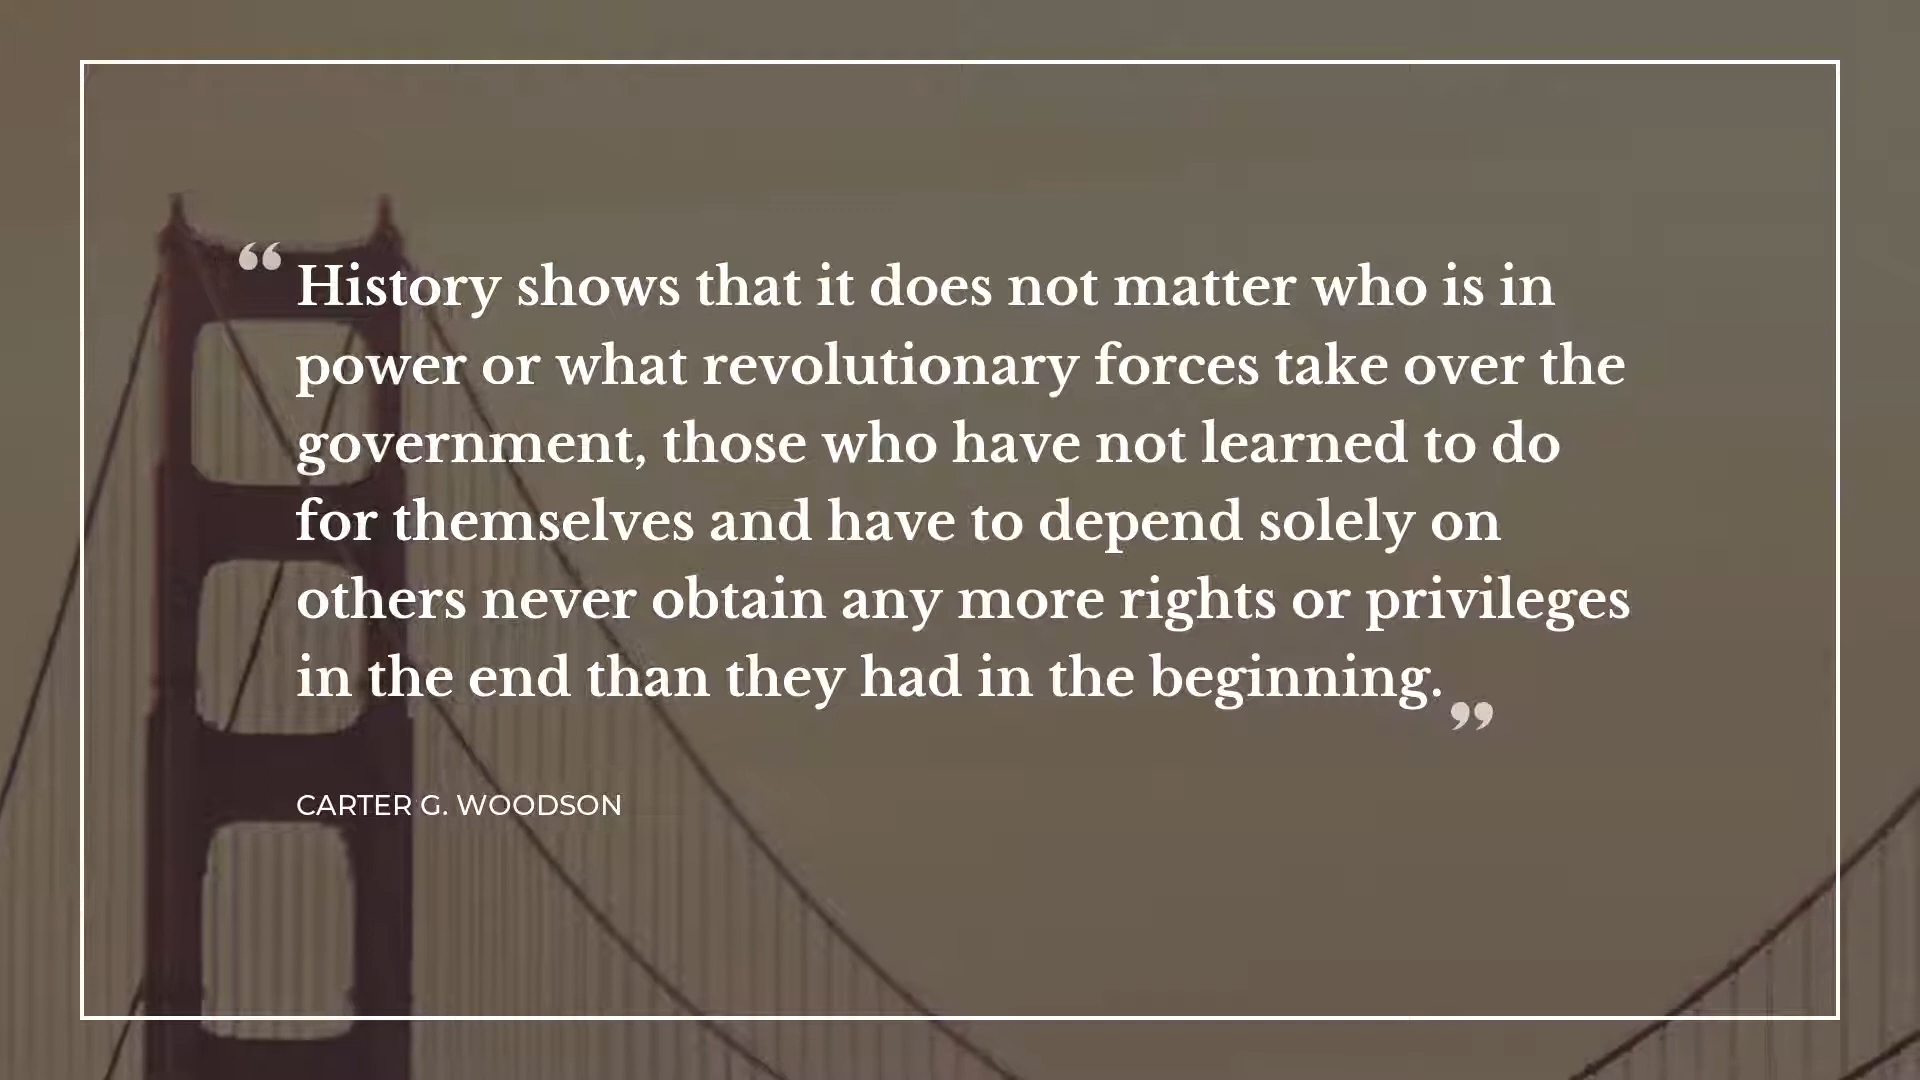 “History shows that it does not matter who is in
power or what revolutionary forces take over the
government, those who have not learned to do
for themselves and have to depend solely on
others never obtain any more rights or privileges
in the end than they had in the beginning.”
CARTER G. WOODSON